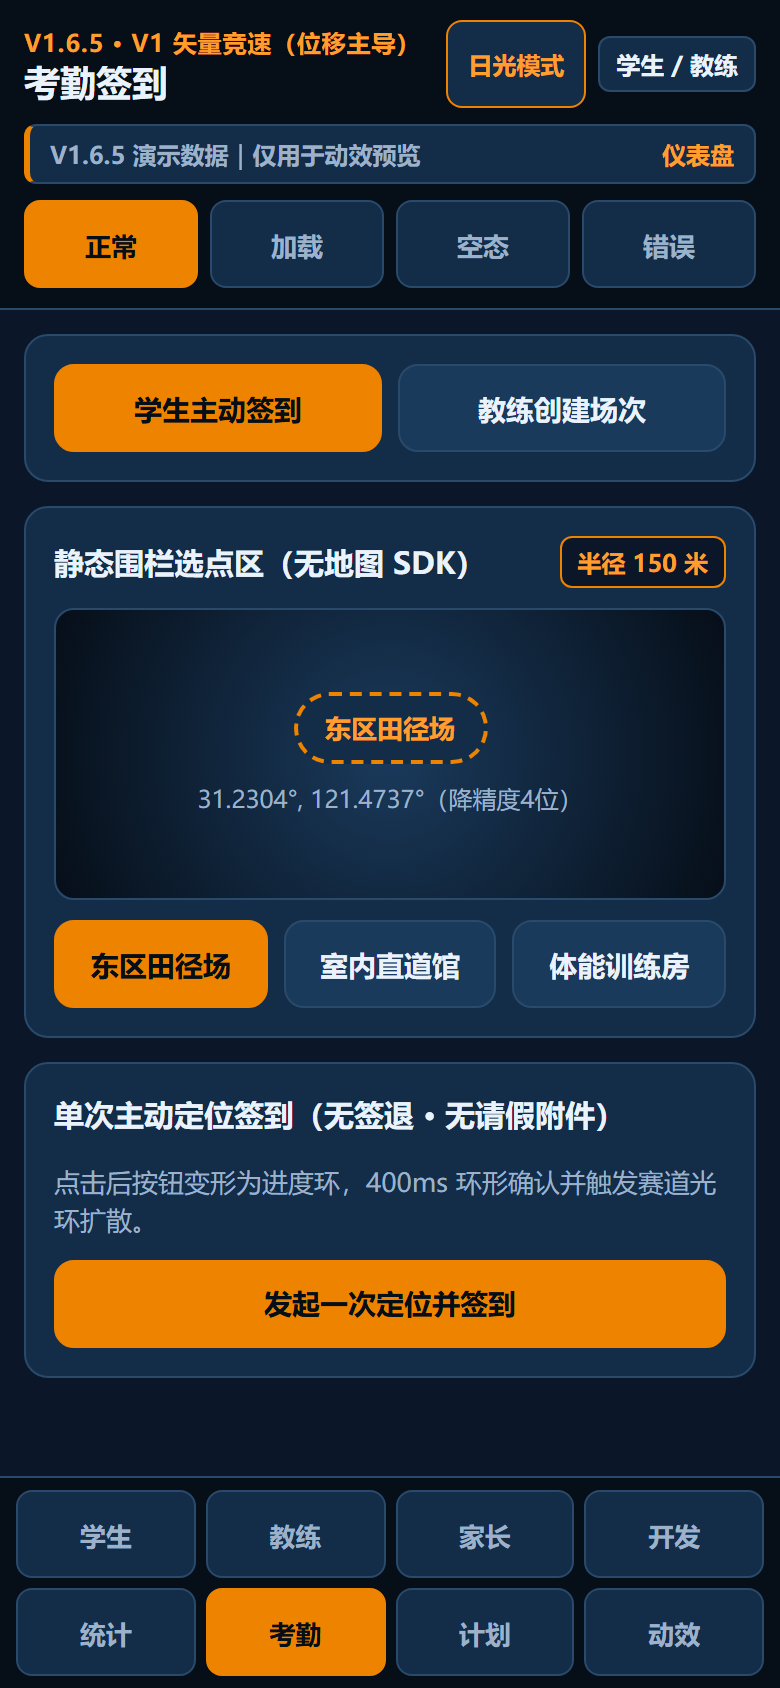 V1.6.5 · V1 矢量竞速（位移主导）
考勤签到
日光模式
学生 / 教练
V1.6.5 演示数据 | 仅用于动效预览
仪表盘
正常
加载
空态
错误
学生主动签到
教练创建场次
静态围栏选点区（无地图 SDK）
半径 150 米
东区田径场
31.2304°, 121.4737°（降精度4位）
东区田径场
室内直道馆
体能训练房
单次主动定位签到（无签退 · 无请假附件）
点击后按钮变形为进度环，400ms 环形确认并触发赛道光
环扩散。
发起一次定位并签到
学生
教练
家长
开发
统计
考勤
计划
动效